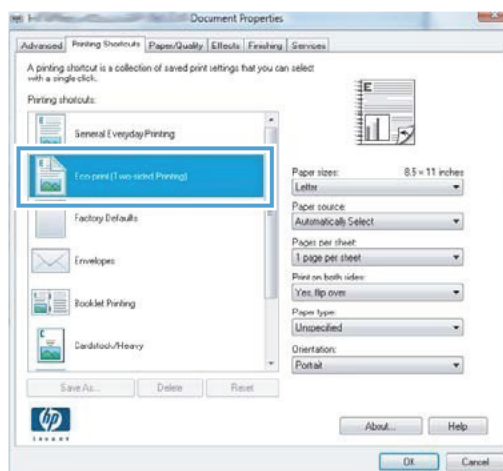 Document Properties
Advanced Printing Shortcuts Paper/Quality Effects Finishing Services
A printing shortcut is a collection of saved print settings that you can select
with a single click.
Printing shortcuts:
General Everyday Printing
Eco-print (Two-sided Printing)
Factory Defaults
Envelopes
Booklet Printing
Cardstock/Heavy
E
Paper sizes: 8.5 × 11 inches
Letter
Paper source:
Automatically Select
Pages per sheet:
1 page per sheet
Print on both sides:
Yes, flip over
Paper type:
Unspecified
Orientation:
Portrait
Save As... Delete Reset
hp
invent
About... Help
OK Cancel